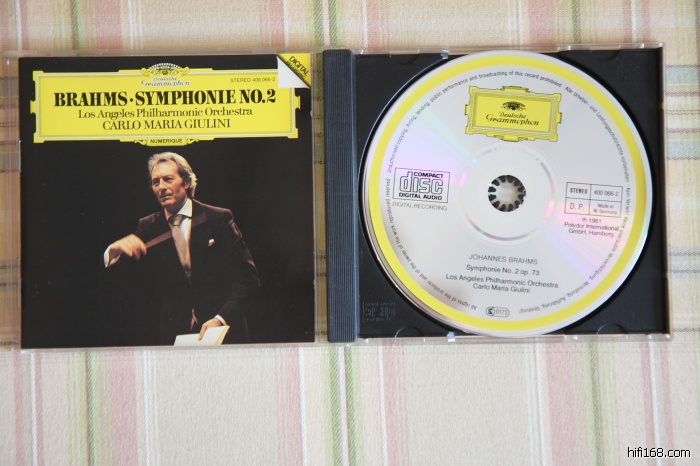 Deutsche
Grammophon
STEREO 400 066-2
DIGITAL
BRAHMS · SYMPHONIE NO.2
Los Angeles Philharmonic Orchestra
CARLO MARIA GIULINI
NUMERIQUE
Deutsche
Grammophon
COMPACT
disc
DIGITAL AUDIO
DIGITAL RECORDING
STEREO
400 066-2
D. P.
Made in
W-Germany
℗ 1981
Polydor International
GmbH, Hamburg
JOHANNES BRAHMS
Symphonie No. 2 op. 73
Los Angeles Philharmonic Orchestra
Carlo Maria Giulini
hifi168.com